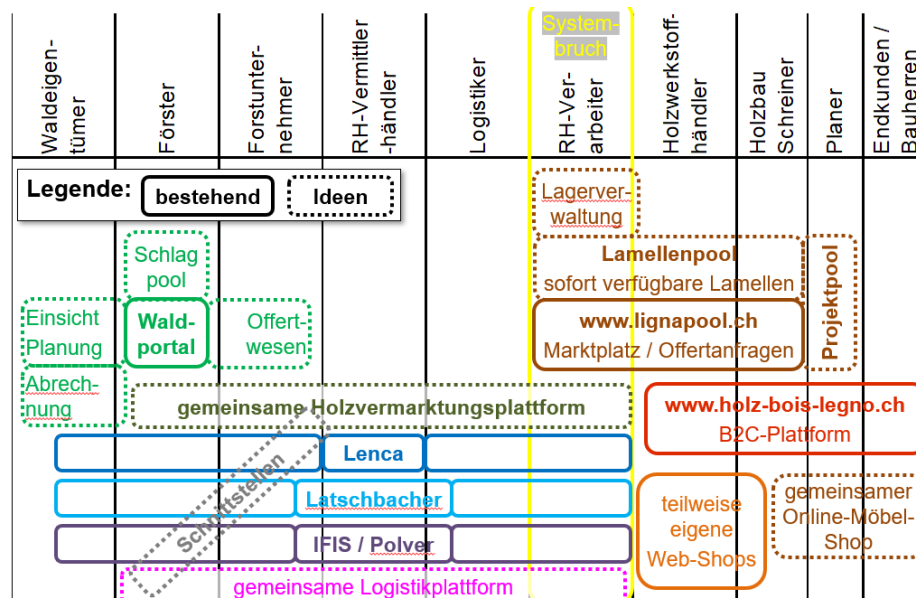 Waldeigen-
tümer
Förster
Forstunter-
nehmer
RH-Vermittler
-händler
Logistiker
System-
bruch
RH-Ver-
arbeiter
Holzwerkstoff-
händler
Holzbau
Schreiner
Planer
Endkunden /
Bauherren
Legende:
bestehend
Ideen
Lagerver-
waltung
Schlag
pool
Lamellenpool
sofort verfügbare Lamellen
Projektpool
Einsicht
Planung
Wald-
portal
Offert-
wesen
www.lignapool.ch
Marktplatz / Offertanfragen
Abrech-
nung
gemeinsame Holzvermarktungsplattform
www.holz-bois-legno.ch
B2C-Plattform
Schnittstellen
Lenca
Latschbacher
IFIS / Polver
teilweise
eigene
Web-Shops
gemeinsamer
Online-Möbel-
Shop
gemeinsame Logistikplattform